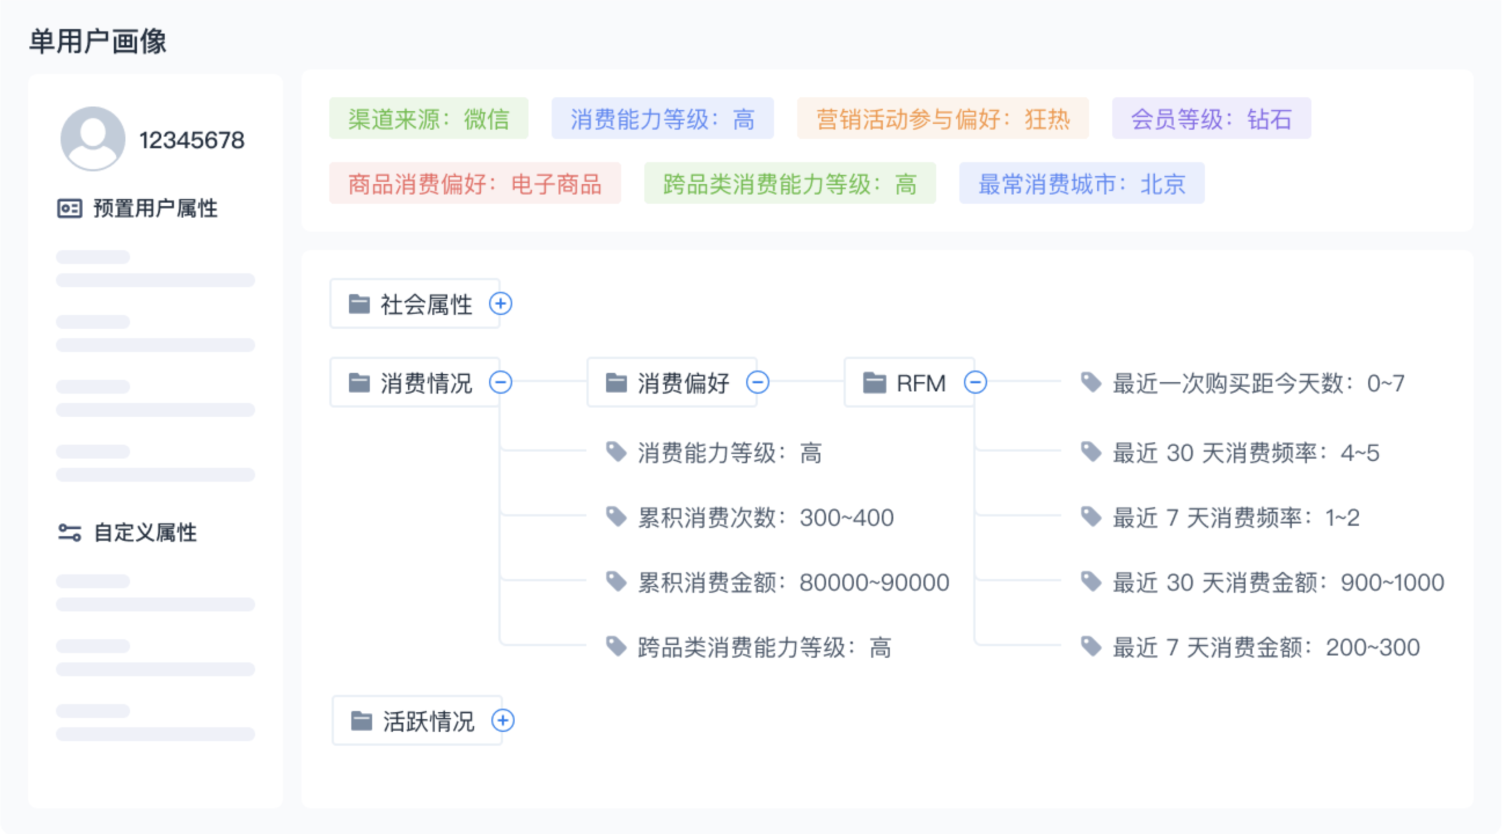 单用户画像
12345678
预置用户属性
自定义属性
渠道来源：微信
消费能力等级：高
营销活动参与偏好：狂热
会员等级：钻石
商品消费偏好：电子商品
跨品类消费能力等级：高
最常消费城市：北京
社会属性
消费情况
消费偏好
RFM
最近一次购买距今天数：0~7
消费能力等级：高
最近 30 天消费频率：4~5
累积消费次数：300~400
最近 7 天消费频率：1~2
累积消费金额：80000~90000
最近 30 天消费金额：900~1000
跨品类消费能力等级：高
最近 7 天消费金额：200~300
活跃情况